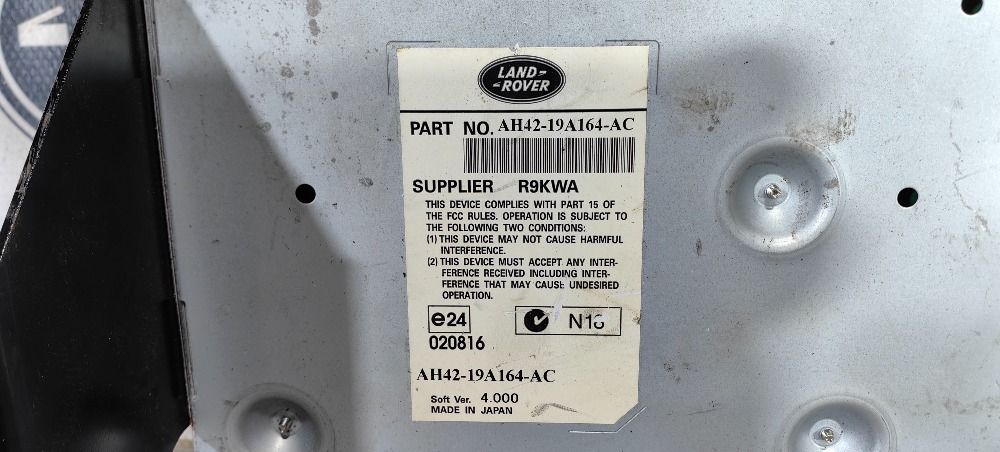 LAND-
-ROVER
PART NO. AH42-19A164-AC
SUPPLIER R9KWA
THIS DEVICE COMPLIES WITH PART 15 OF
THE FCC RULES. OPERATION IS SUBJECT TO
THE FOLLOWING TWO CONDITIONS:
(1) THIS DEVICE MAY NOT CAUSE HARMFUL
INTERFERENCE.
(2) THIS DEVICE MUST ACCEPT ANY INTER-
FERENCE RECEIVED INCLUDING INTER-
FERENCE THAT MAY CAUSE UNDESIRED
OPERATION.
e24
020816
AH42-19A164-AC
Soft Ver. 4.000
MADE IN JAPAN